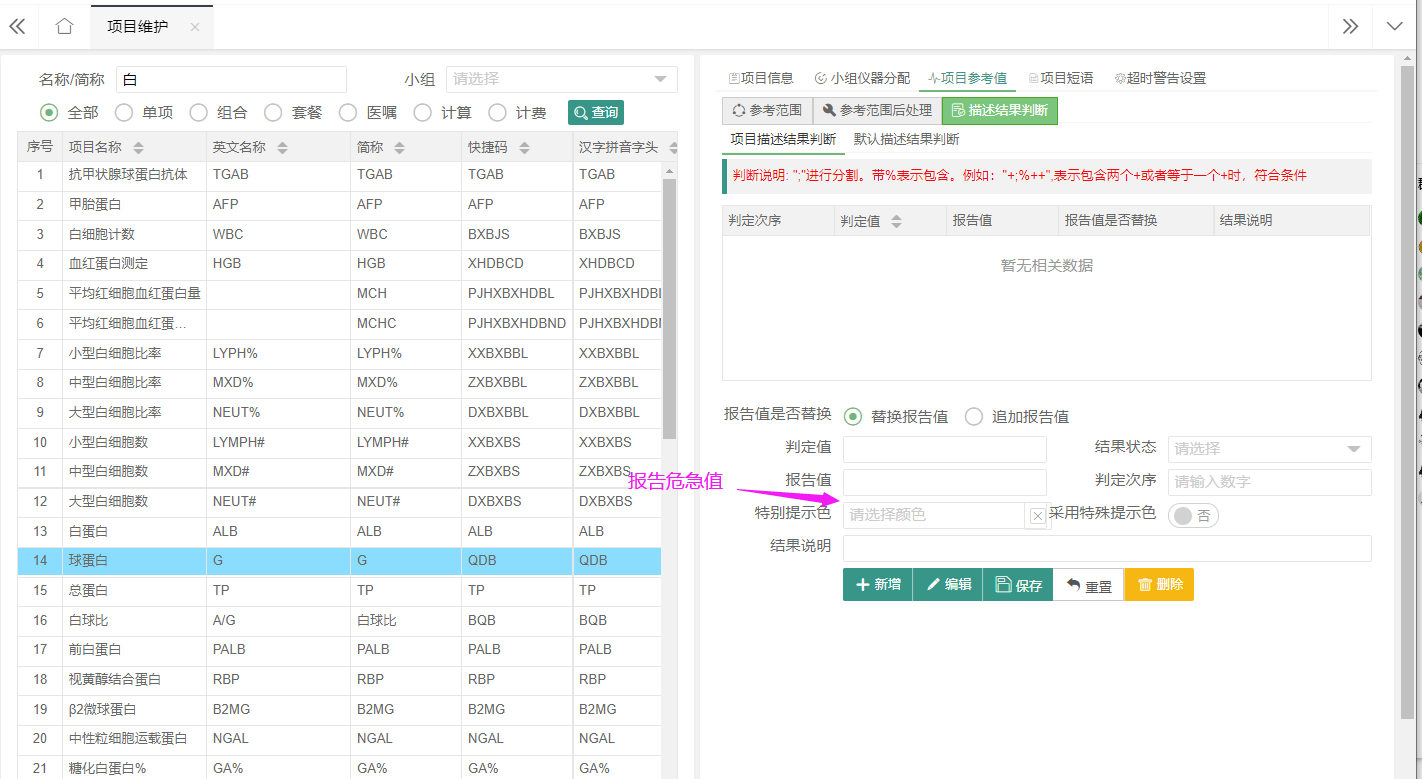 项目维护
名称/简称 白 小组 请选择
全部 单项 组合 套餐 医嘱 计算 计费 查询
序号 项目名称 英文名称 简称 快捷码 汉字拼音字头
1 抗甲状腺球蛋白抗体 TGAB TGAB TGAB TGAB
2 甲胎蛋白 AFP AFP AFP AFP
3 白细胞计数 WBC WBC BXBJS BXBJS
4 血红蛋白测定 HGB HGB XHDBCD XHDBCD
5 平均红细胞血红蛋白量 MCH PJHXBXHDBL PJHXBXHDBL
6 平均红细胞血红蛋... MCHC PJHXBXHDBND PJHXBXHDBN
7 小型白细胞比率 LYPH% LYPH% XXBXBBL XXBXBBL
8 中型白细胞比率 MXD% MXD% ZXBXBBL ZXBXBBL
9 大型白细胞比率 NEUT% NEUT% DXBXBBL DXBXBBL
10 小型白细胞数 LYMPH# LYMPH# XXBXBS XXBXBS
11 中型白细胞数 MXD# MXD# ZXBXBS ZXBXBS
12 大型白细胞数 NEUT# NEUT# DXBXBS DXBXBS
13 白蛋白 ALB ALB ALB ALB
14 球蛋白 G G QDB QDB
15 总蛋白 TP TP TP TP
16 白球比 A/G 白球比 BQB BQB
17 前白蛋白 PALB PALB PALB PALB
18 视黄醇结合蛋白 RBP RBP RBP RBP
19 β2微球蛋白 B2MG B2MG B2MG B2MG
20 中性粒细胞运载蛋白 NGAL NGAL NGAL NGAL
21 糖化白蛋白% GA% GA% GA% GA%
项目信息 小组仪器分配 项目参考值 项目短语 超时警告设置
参考范围 参考范围后处理 描述结果判断
项目描述结果判断 默认描述结果判断
判断说明: ";"进行分割。带%表示包含。例如："+;%++",表示包含两个+或者等于一个+时，符合条件
判定次序 判定值 报告值 报告值是否替换 结果说明
暂无相关数据
报告值是否替换 替换报告值 追加报告值
判定值 结果状态 请选择
报告值 判定次序 请输入数字
报告危急值
特别提示色 请选择颜色 采用特殊提示色 否
结果说明
新增 编辑 保存 重置 删除